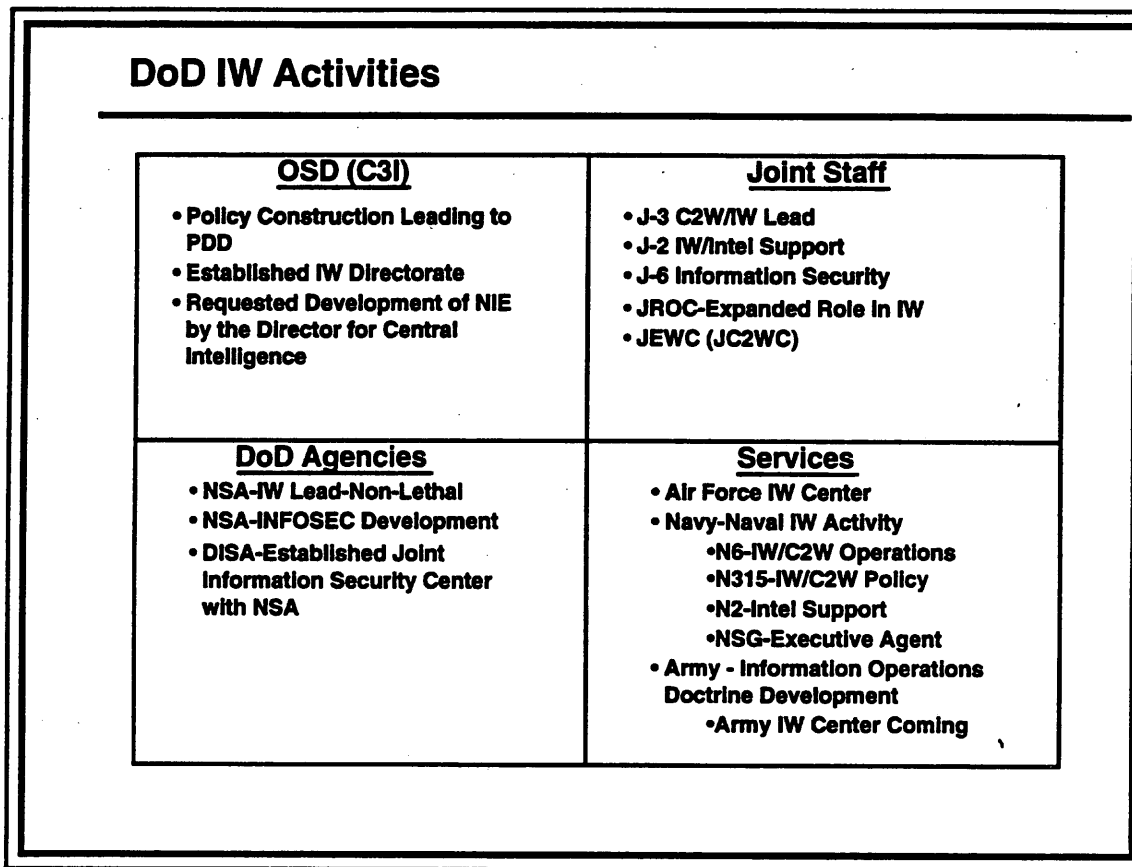 DoD IW Activities
OSD (C3I)
• Policy Construction Leading to
PDD
• Established IW Directorate
• Requested Development of NIE
by the Director for Central
Intelligence
Joint Staff
• J-3 C2W/IW Lead
• J-2 IW/Intel Support
• J-6 Information Security
• JROC-Expanded Role in IW
• JEWC (JC2WC)
DoD Agencies
• NSA-IW Lead-Non-Lethal
• NSA-INFOSEC Development
• DISA-Established Joint
Information Security Center
with NSA
Services
• Air Force IW Center
• Navy-Naval IW Activity
•N6-IW/C2W Operations
•N315-IW/C2W Policy
•N2-Intel Support
•NSG-Executive Agent
• Army - Information Operations
Doctrine Development
•Army IW Center Coming